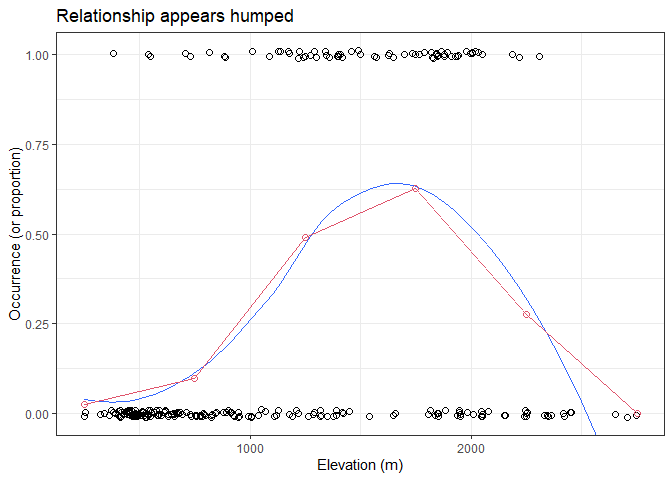 Relationship appears humped
1.00
0.75
0.50
0.25
0.00
Occurrence (or proportion)
1000
2000
Elevation (m)